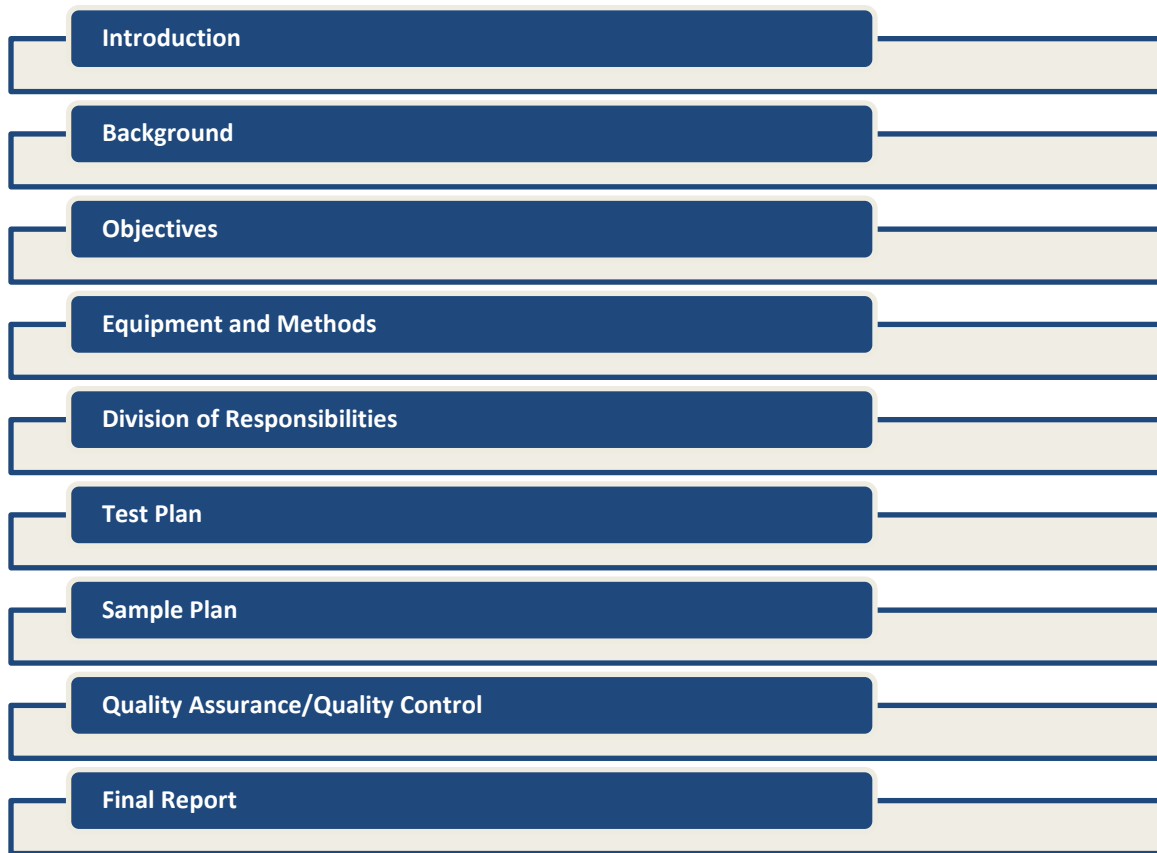 Introduction
Background
Objectives
Equipment and Methods
Division of Responsibilities
Test Plan
Sample Plan
Quality Assurance/Quality Control
Final Report